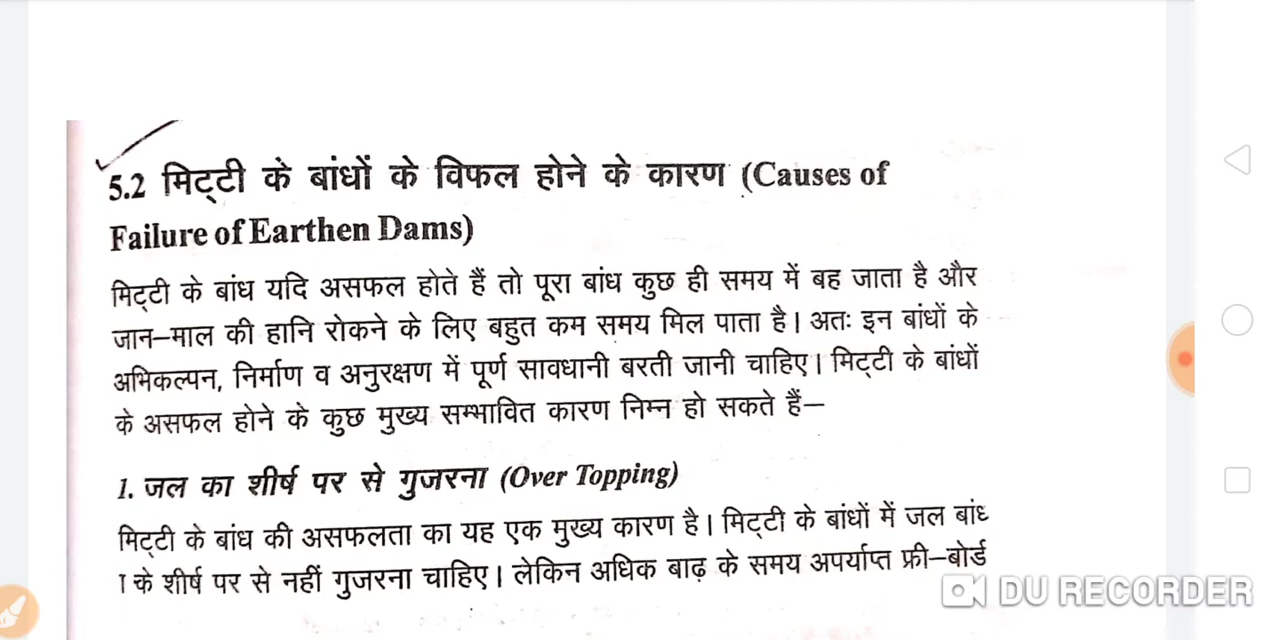 5.2 मिट्टी के बांधों के विफल होने के कारण (Causes of
Failure of Earthen Dams)
मिट्टी के बांध यदि असफल होते हैं तो पूरा बांध कुछ ही समय में बह जाता है और
जान–माल की हानि रोकने के लिए बहुत कम समय मिल पाता है। अतः इन बांधों के
अभिकल्पन, निर्माण व अनुरक्षण में पूर्ण सावधानी बरती जानी चाहिए। मिट्टी के बांधों
के असफल होने के कुछ मुख्य सम्भावित कारण निम्न हो सकते हैं–
1. जल का शीर्ष पर से गुजरना (Over Topping)
मिट्टी के बांध की असफलता का यह एक मुख्य कारण है। मिट्टी के बांधों में जल बांध
ा के शीर्ष पर से नहीं गुजरना चाहिए। लेकिन अधिक बाढ़ के समय अपर्याप्त फ्री–बोर्ड
DU RECORDER